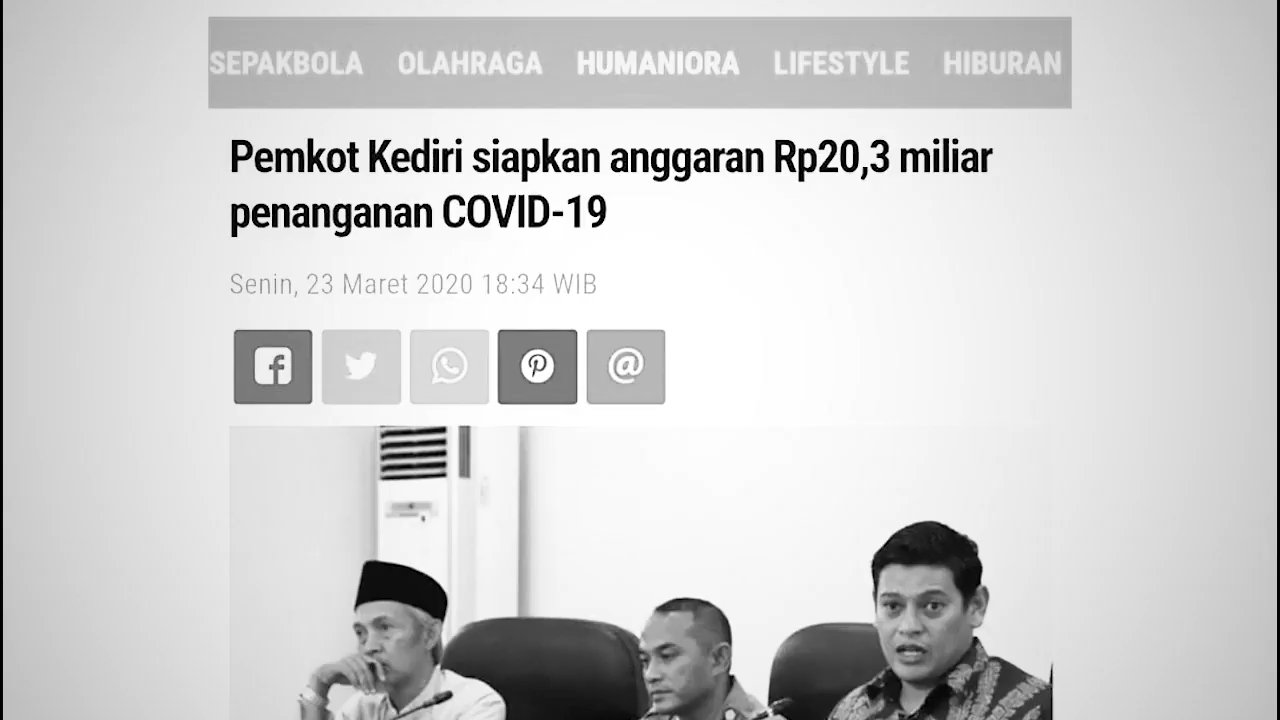 SEPAKBOLA OLAHRAGA HUMANIORA LIFESTYLE HIBURAN
Pemkot Kediri siapkan anggaran Rp20,3 miliar
penanganan COVID-19
Senin, 23 Maret 2020 18:34 WIB